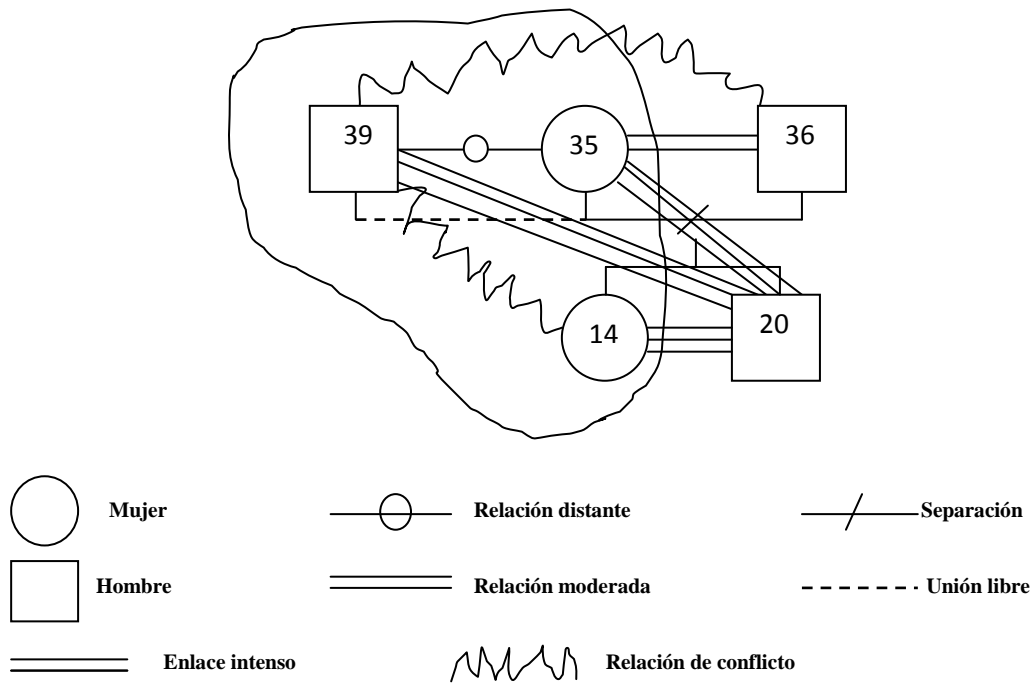 39
35
36
14
20
Mujer
Relación distante
Separación
Hombre
Relación moderada
Unión libre
Enlace intenso
Relación de conflicto